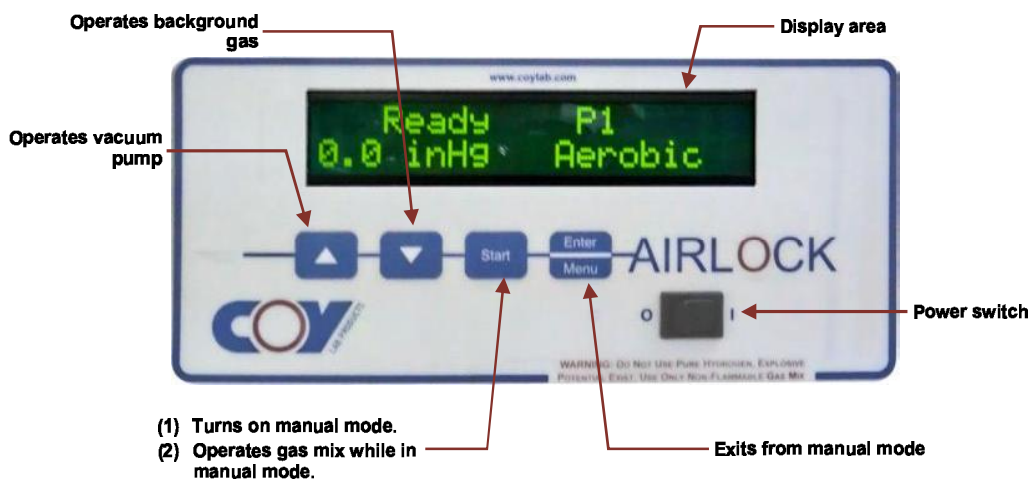 Operates background
gas
Display area
www.coylab.com
Ready P1
0.0 inHg Aerobic
Operates vacuum
pump
Start
Enter
Menu
AIRLOCK
COY
LAB PRODUCTS
O I
Power switch
WARNING: DO NOT USE PURE HYDROGEN, EXPLOSIVE
POTENTIAL EXIST, USE ONLY NON-FLAMMABLE GAS MIX
(1) Turns on manual mode.
(2) Operates gas mix while in
manual mode.
Exits from manual mode